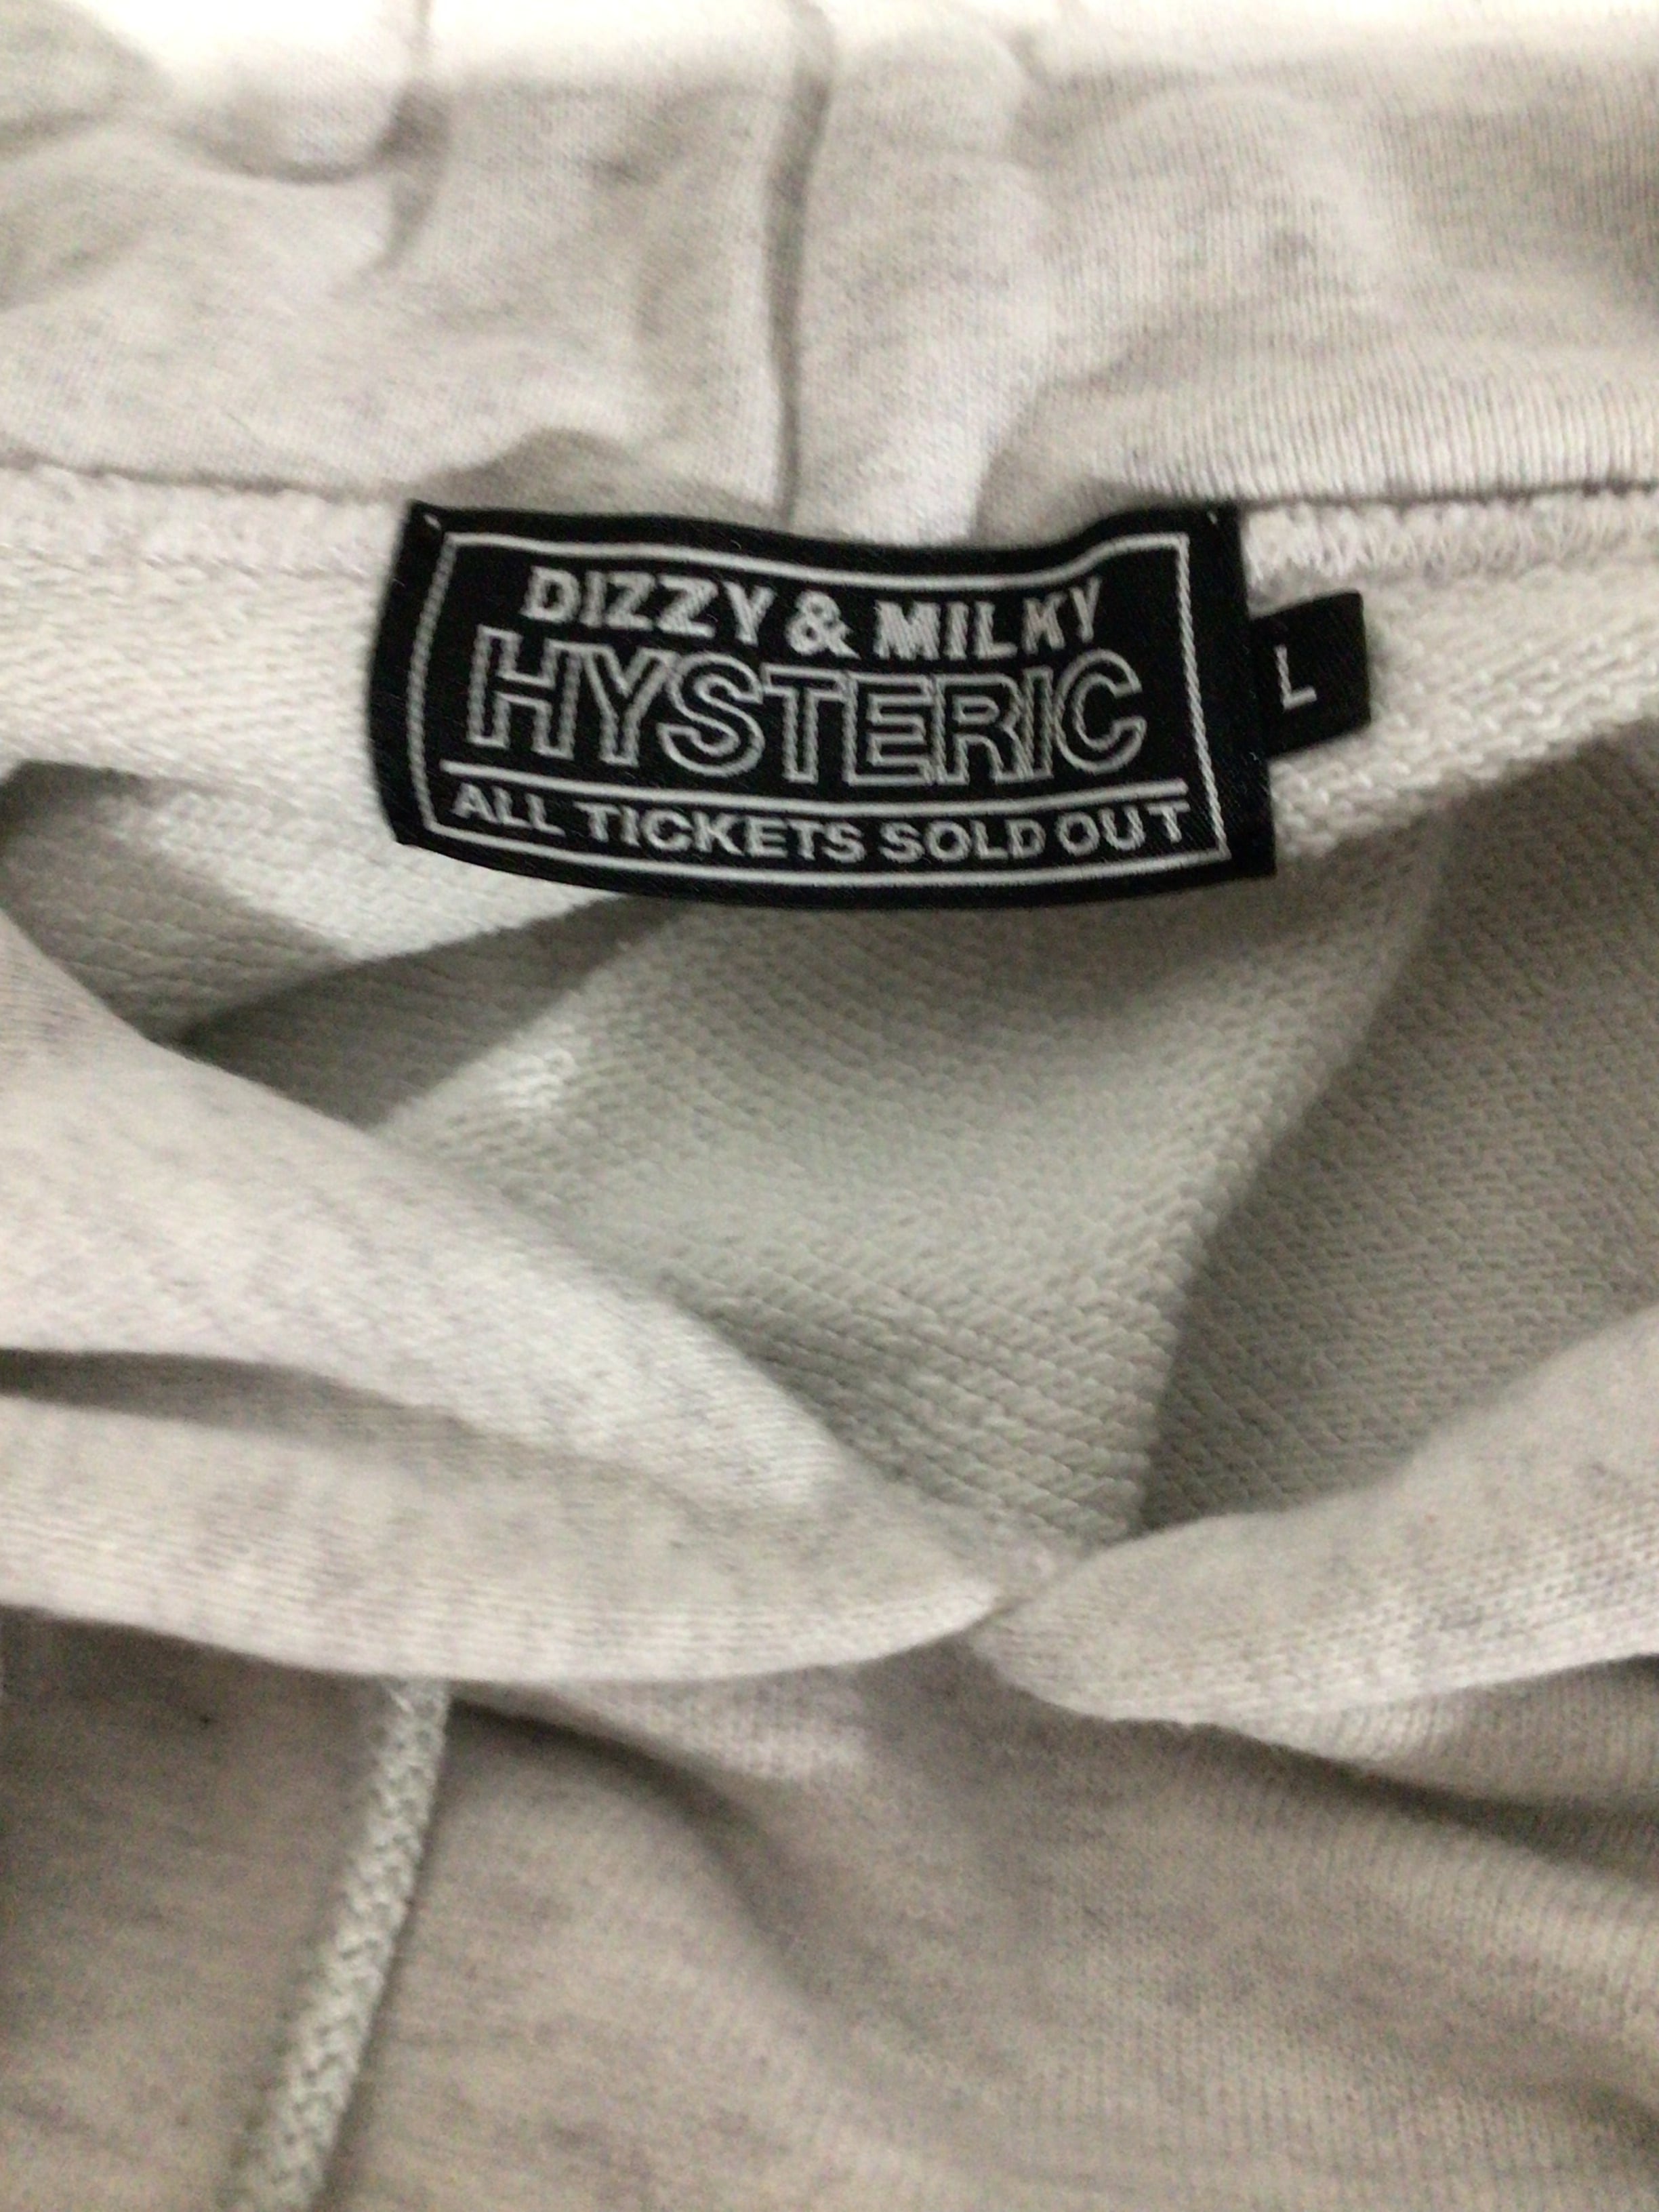 DIZZY & MILKY
HYSTERIC
ALL TICKETS SOLD OUT
L